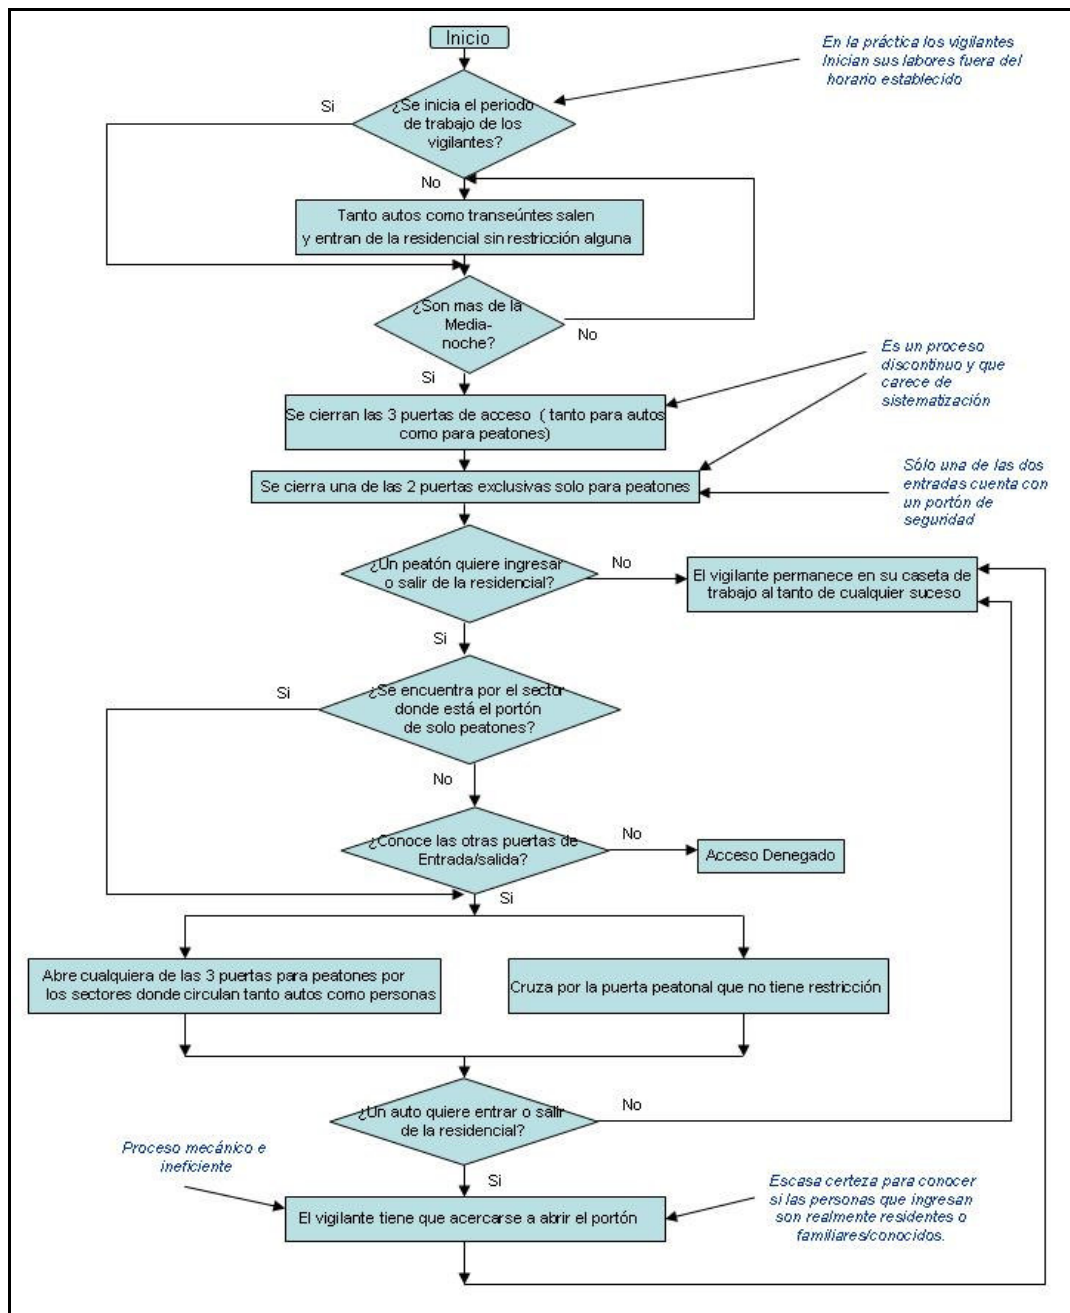 Inicio
En la práctica los vigilantes
Inician sus labores fuera del
horario establecido
Si
¿Se inicia el periodo
de trabajo de los
vigilantes?
No
Tanto autos como transeúntes salen
y entran de la residencial sin restricción alguna
¿Son mas de la
Media-
noche?
No
Si
Es un proceso
discontinuo y que
carece de
sistematización
Se cierran las 3 puertas de acceso ( tanto para autos
como para peatones)
Sólo una de las dos
entradas cuenta con
un portón de
seguridad
Se cierra una de las 2 puertas exclusivas solo para peatones
¿Un peatón quiere ingresar
o salir de la residencial?
No
El vigilante permanece en su caseta de
trabajo al tanto de cualquier suceso
Si
Si
¿Se encuentra por el sector
donde está el portón
de solo peatones?
No
¿Conoce las otras puertas de
Entrada/salida?
No
Acceso Denegado
Si
Abre cualquiera de las 3 puertas para peatones por
los sectores donde circulan tanto autos como personas
Cruza por la puerta peatonal que no tiene restricción
¿Un auto quiere entrar o salir
de la residencial?
No
Proceso mecánico e
ineficiente
Si
Escasa certeza para conocer
si las personas que ingresan
son realmente residentes o
familiares/conocidos.
El vigilante tiene que acercarse a abrir el portón